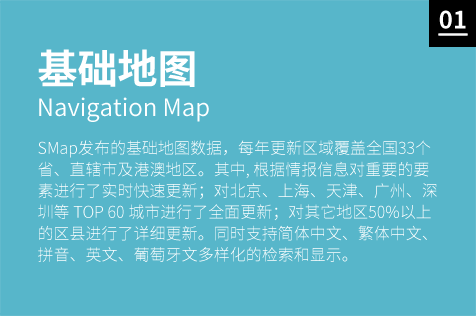 01
基础地图
Navigation Map
SMap发布的基础地图数据，每年更新区域覆盖全国33个
省、直辖市及港澳地区。其中, 根据情报信息对重要的要
素进行了实时快速更新；对北京、上海、天津、广州、深
圳等 TOP 60 城市进行了全面更新；对其它地区50%以上
的区县进行了详细更新。同时支持简体中文、繁体中文、
拼音、英文、葡萄牙文多样化的检索和显示。